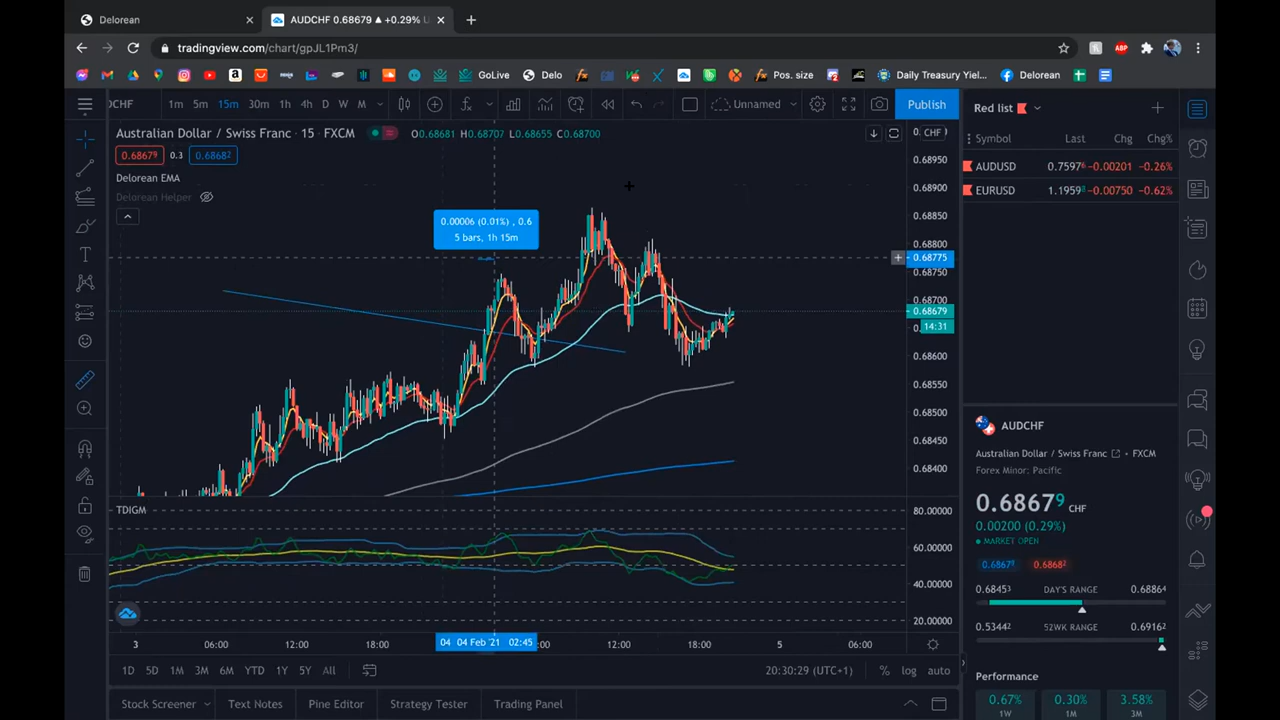 Delorean
AUDCHF 0.68679 ▲ +0.29%
tradingview.com/chart/gpJL1Pm3/
GoLive
Delo
Pos. size
Daily Treasury Yiel...
Delorean
CHF 1m 5m 15m 30m 1h 4h D W M
Unnamed
Publish
Australian Dollar / Swiss Franc · 15 · FXCM
O0.68681 H0.68707 L0.68655 C0.68700
0.68679 0.3 0.68682
Delorean EMA
Delorean Helper
0.00006 (0.01%) , 0.6
5 bars, 1h 15m
CHF
0.68950
0.68900
0.68850
0.68800
0.68775
0.68750
0.68700
0.68679
14:31
0.68600
0.68550
0.68500
0.68450
0.68400
TDIGM
80.00000
60.00000
40.00000
20.00000
3 06:00 12:00 18:00 04 04 Feb '21 02:45 :00 12:00 18:00 5 06:00
1D 5D 1M 3M 6M YTD 1Y 5Y All
20:30:29 (UTC+1) % log auto
Stock Screener Text Notes Pine Editor Strategy Tester Trading Panel
Red list
Symbol Last Chg Chg%
AUDUSD 0.7597⁶ -0.00201 -0.26%
EURUSD 1.1959⁸ -0.00750 -0.62%
AUDCHF
Australian Dollar / Swiss Franc · FXCM
Forex Minor: Pacific
0.6867⁹ CHF
0.00200 (0.29%)
MARKET OPEN
0.6867⁹ 0.6868²
0.6845³ DAY'S RANGE 0.6886⁴
0.5344² 52WK RANGE 0.6916²
Performance
0.67% 0.30% 3.58%
1W 1M 3M